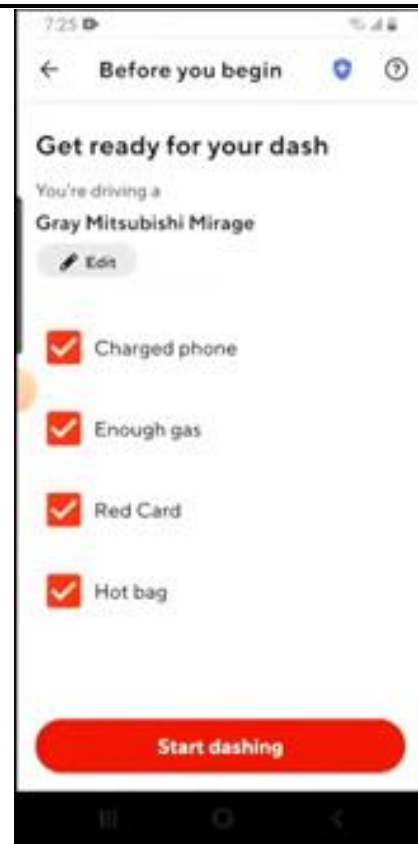 7:25
Before you begin
Get ready for your dash
You're driving a
Gray Mitsubishi Mirage
Edit
Charged phone
Enough gas
Red Card
Hot bag
Start dashing